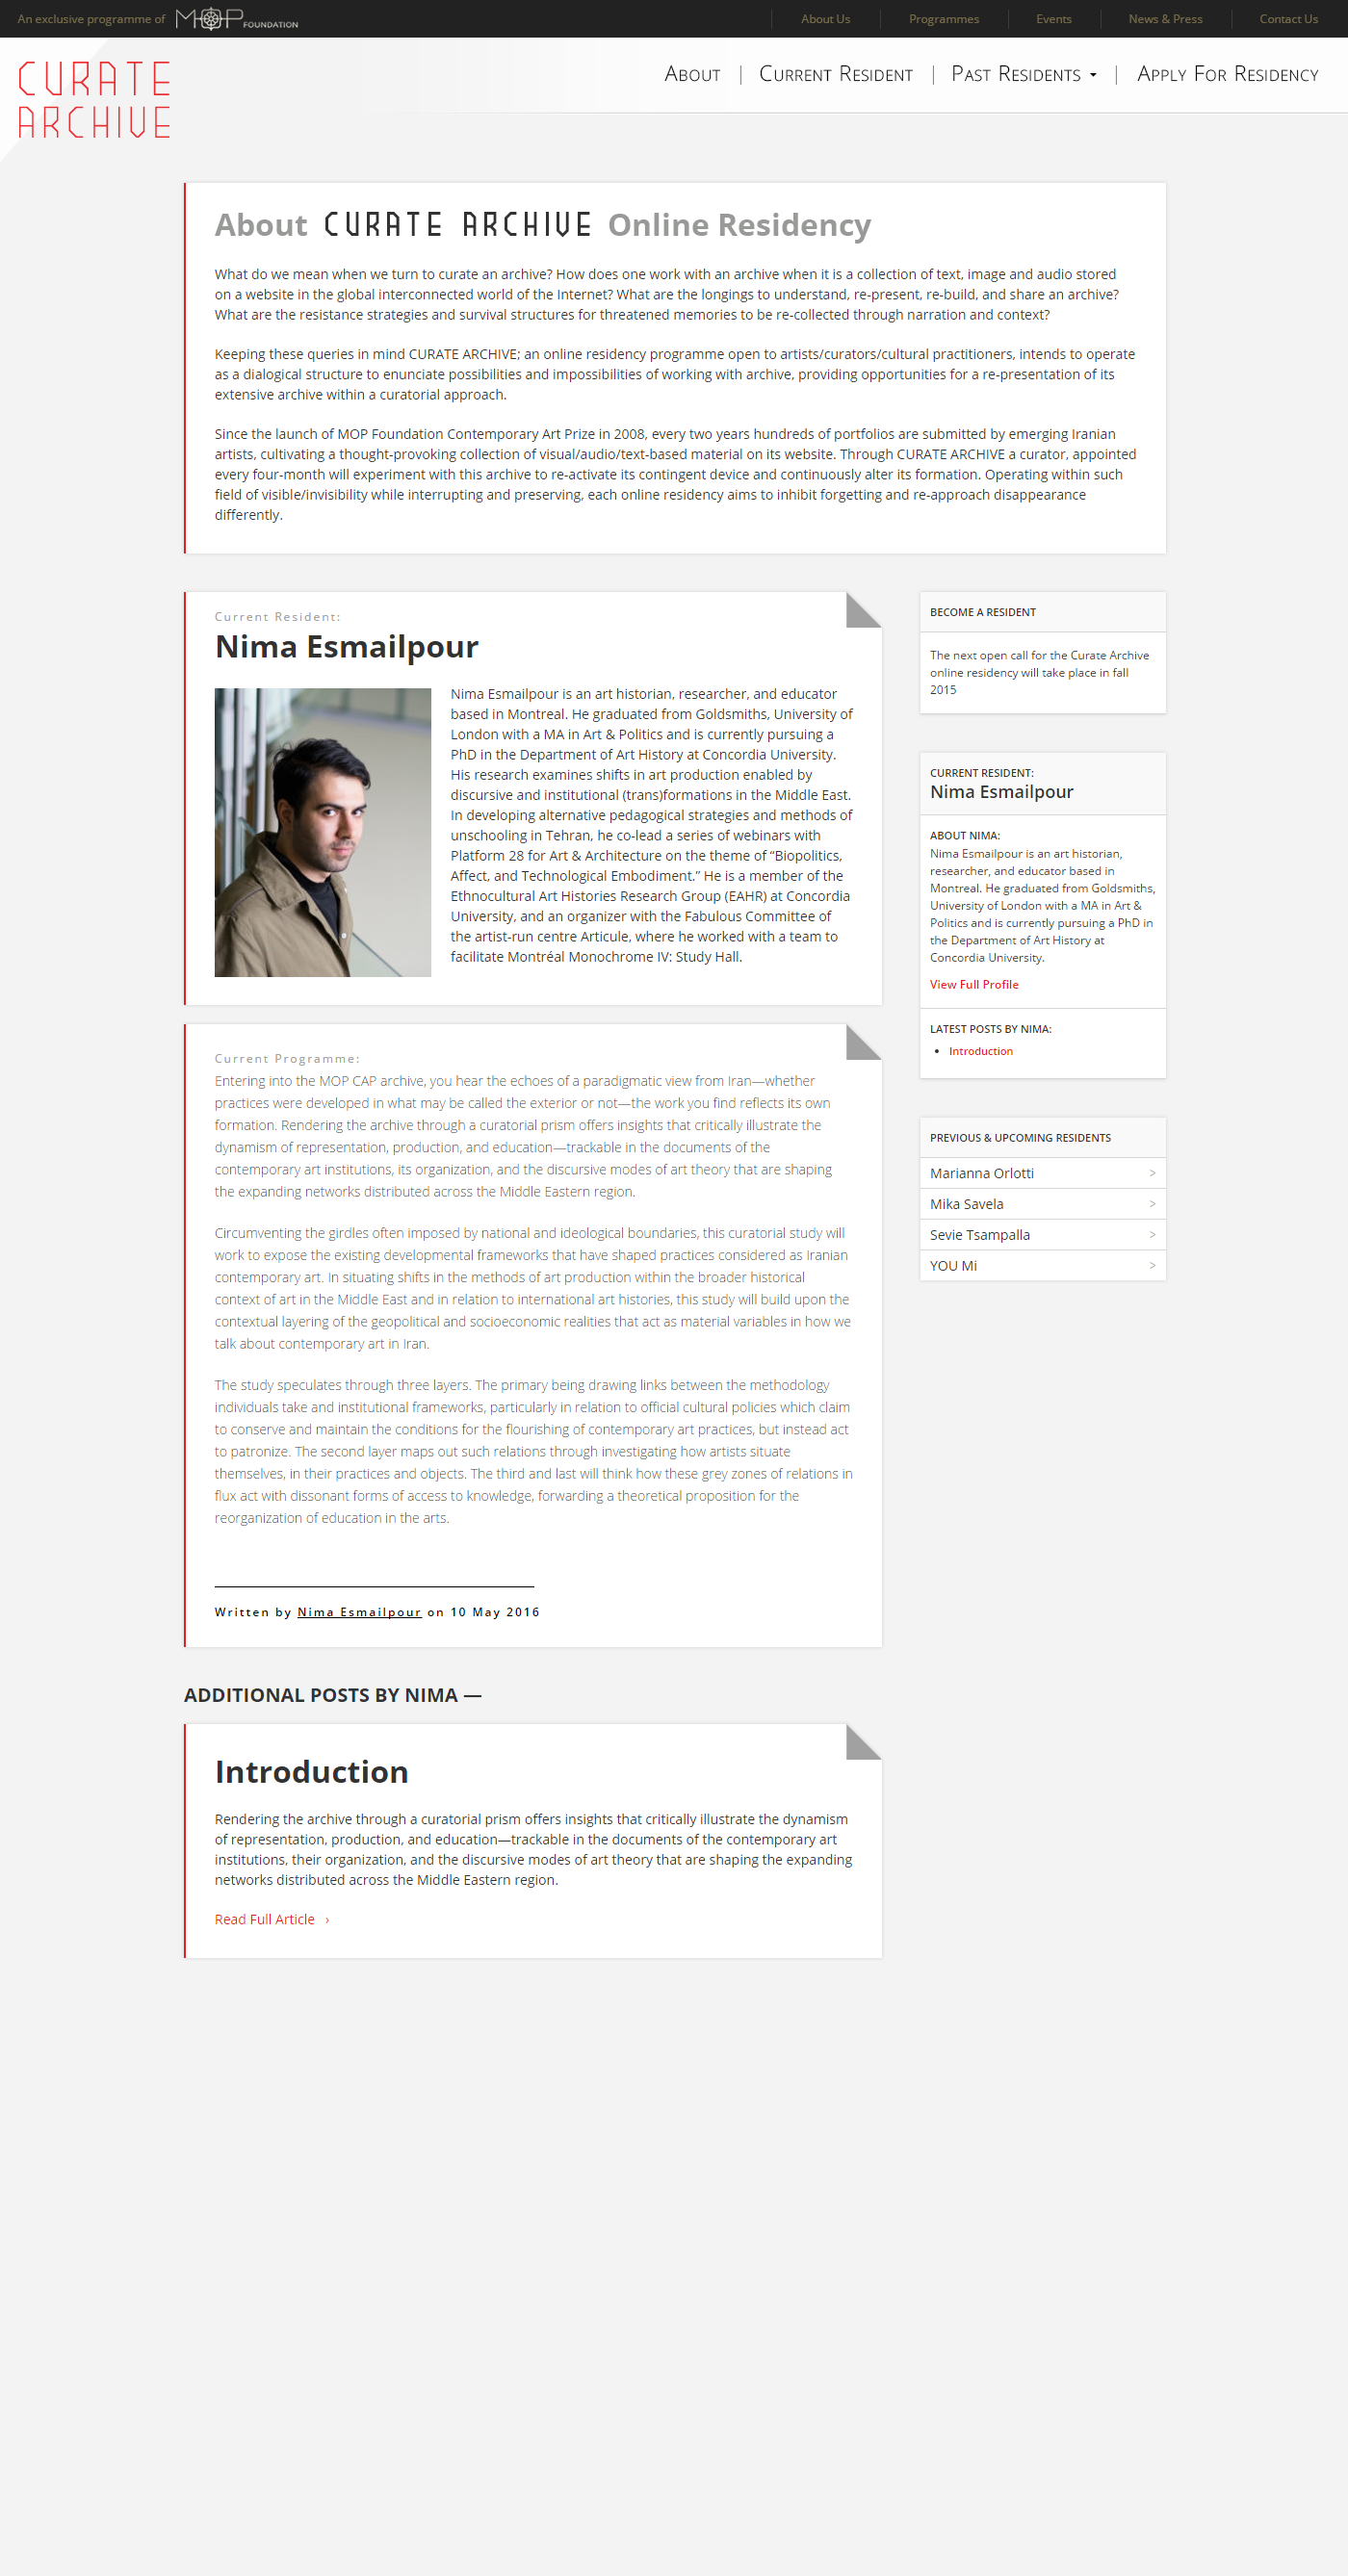 An exclusive programme of MOP FOUNDATION
About Us
Programmes
Events
News & Press
Contact Us
CURATE
ARCHIVE
About
Current Resident
Past Residents
Apply For Residency
About CURATE ARCHIVE Online Residency
What do we mean when we turn to curate an archive? How does one work with an archive when it is a collection of text, image and audio stored
on a website in the global interconnected world of the Internet? What are the longings to understand, re-present, re-build, and share an archive?
What are the resistance strategies and survival structures for threatened memories to be re-collected through narration and context?
Keeping these queries in mind CURATE ARCHIVE; an online residency programme open to artists/curators/cultural practitioners, intends to operate
as a dialogical structure to enunciate possibilities and impossibilities of working with archive, providing opportunities for a re-presentation of its
extensive archive within a curatorial approach.
Since the launch of MOP Foundation Contemporary Art Prize in 2008, every two years hundreds of portfolios are submitted by emerging Iranian
artists, cultivating a thought-provoking collection of visual/audio/text-based material on its website. Through CURATE ARCHIVE a curator, appointed
every four-month will experiment with this archive to re-activate its contingent device and continuously alter its formation. Operating within such
field of visible/invisibility while interrupting and preserving, each online residency aims to inhibit forgetting and re-approach disappearance
differently.
Current Resident:
Nima Esmailpour
Nima Esmailpour is an art historian, researcher, and educator
based in Montreal. He graduated from Goldsmiths, University of
London with a MA in Art & Politics and is currently pursuing a
PhD in the Department of Art History at Concordia University.
His research examines shifts in art production enabled by
discursive and institutional (trans)formations in the Middle East.
In developing alternative pedagogical strategies and methods of
unschooling in Tehran, he co-lead a series of webinars with
Platform 28 for Art & Architecture on the theme of “Biopolitics,
Affect, and Technological Embodiment.” He is a member of the
Ethnocultural Art Histories Research Group (EAHR) at Concordia
University, and an organizer with the Fabulous Committee of
the artist-run centre Articule, where he worked with a team to
facilitate Montréal Monochrome IV: Study Hall.
Current Programme:
Entering into the MOP CAP archive, you hear the echoes of a paradigmatic view from Iran—whether
practices were developed in what may be called the exterior or not—the work you find reflects its own
formation. Rendering the archive through a curatorial prism offers insights that critically illustrate the
dynamism of representation, production, and education—trackable in the documents of the
contemporary art institutions, its organization, and the discursive modes of art theory that are shaping
the expanding networks distributed across the Middle Eastern region.
Circumventing the girdles often imposed by national and ideological boundaries, this curatorial study will
work to expose the existing developmental frameworks that have shaped practices considered as Iranian
contemporary art. In situating shifts in the methods of art production within the broader historical
context of art in the Middle East and in relation to international art histories, this study will build upon the
contextual layering of the geopolitical and socioeconomic realities that act as material variables in how we
talk about contemporary art in Iran.
The study speculates through three layers. The primary being drawing links between the methodology
individuals take and institutional frameworks, particularly in relation to official cultural policies which claim
to conserve and maintain the conditions for the flourishing of contemporary art practices, but instead act
to patronize. The second layer maps out such relations through investigating how artists situate
themselves, in their practices and objects. The third and last will think how these grey zones of relations in
flux act with dissonant forms of access to knowledge, forwarding a theoretical proposition for the
reorganization of education in the arts.
Written by Nima Esmailpour on 10 May 2016
ADDITIONAL POSTS BY NIMA —
Introduction
Rendering the archive through a curatorial prism offers insights that critically illustrate the dynamism
of representation, production, and education—trackable in the documents of the contemporary art
institutions, their organization, and the discursive modes of art theory that are shaping the expanding
networks distributed across the Middle Eastern region.
Read Full Article ›
BECOME A RESIDENT
The next open call for the Curate Archive
online residency will take place in fall
2015
CURRENT RESIDENT:
Nima Esmailpour
ABOUT NIMA:
Nima Esmailpour is an art historian,
researcher, and educator based in
Montreal. He graduated from Goldsmiths,
University of London with a MA in Art &
Politics and is currently pursuing a PhD in
the Department of Art History at
Concordia University.
View Full Profile
LATEST POSTS BY NIMA:
• Introduction
PREVIOUS & UPCOMING RESIDENTS
Marianna Orlotti >
Mika Savela >
Sevie Tsampalla >
YOU Mi >